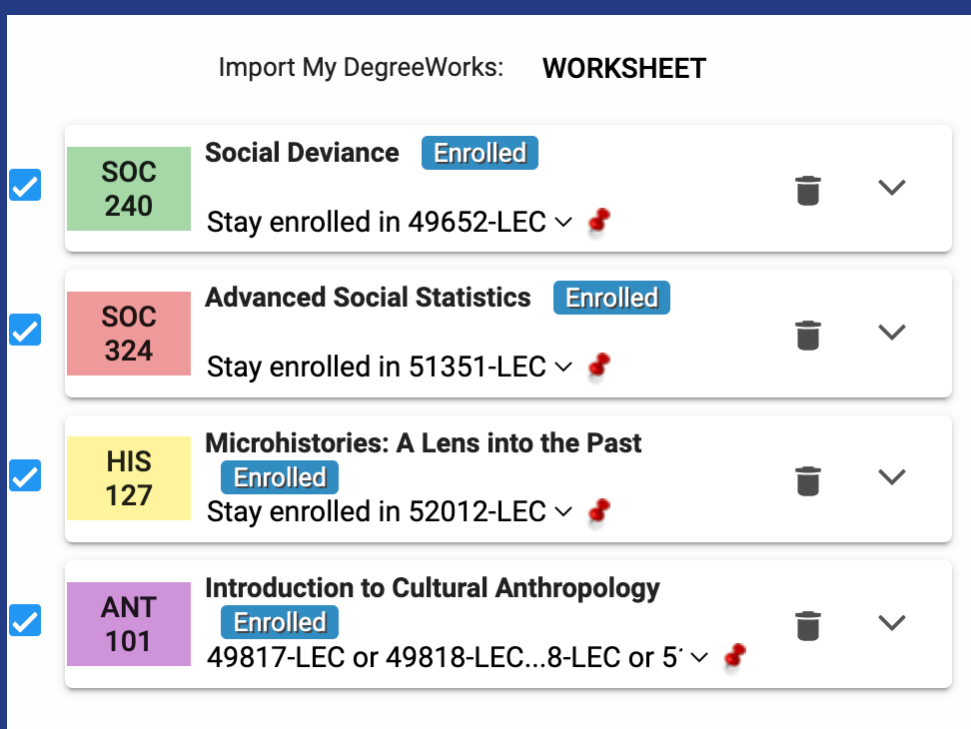 Import My DegreeWorks: WORKSHEET
SOC
240
Social Deviance Enrolled
Stay enrolled in 49652-LEC
SOC
324
Advanced Social Statistics Enrolled
Stay enrolled in 51351-LEC
HIS
127
Microhistories: A Lens into the Past
Enrolled
Stay enrolled in 52012-LEC
ANT
101
Introduction to Cultural Anthropology
Enrolled
49817-LEC or 49818-LEC...8-LEC or